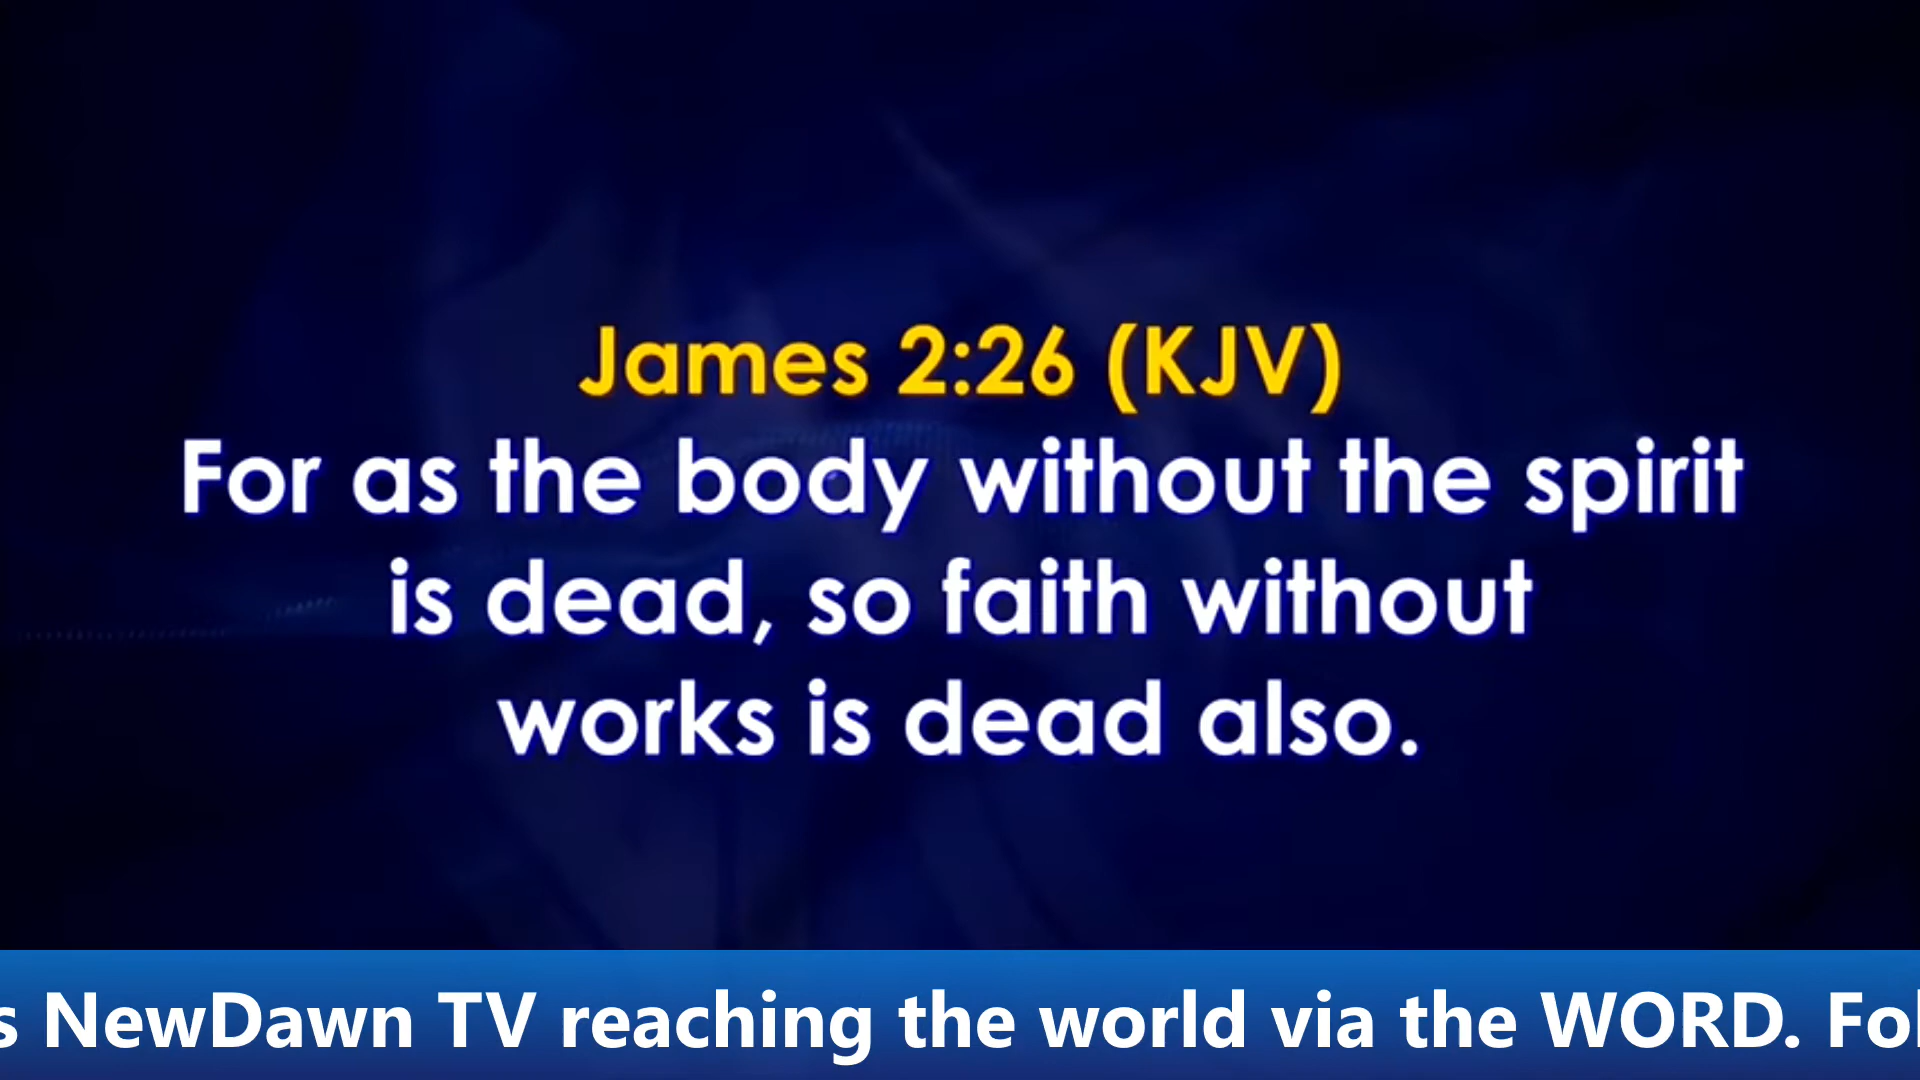 James 2:26 (KJV)
For as the body without the spirit
is dead, so faith without
works is dead also.
s NewDawn TV reaching the world via the WORD. Fol